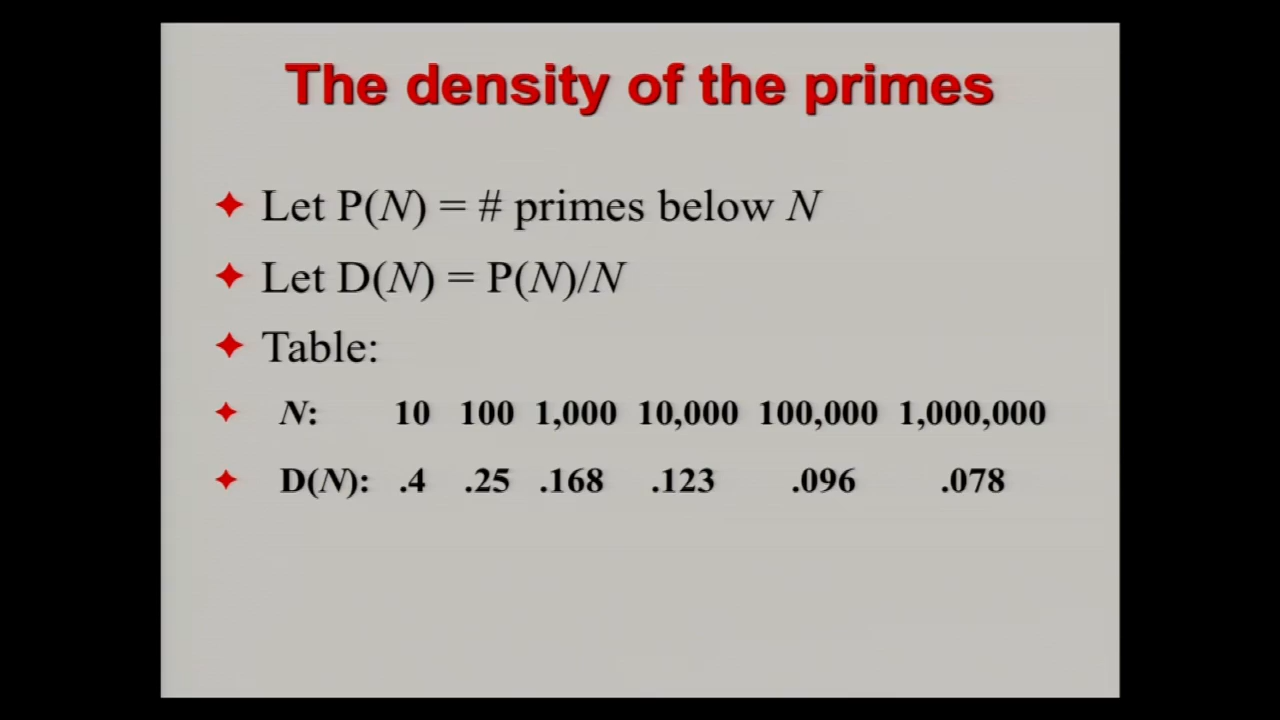 The density of the primes
Let P(N) = # primes below N
Let D(N) = P(N)/N
Table:
N: 10 100 1,000 10,000 100,000 1,000,000
D(N): .4 .25 .168 .123 .096 .078